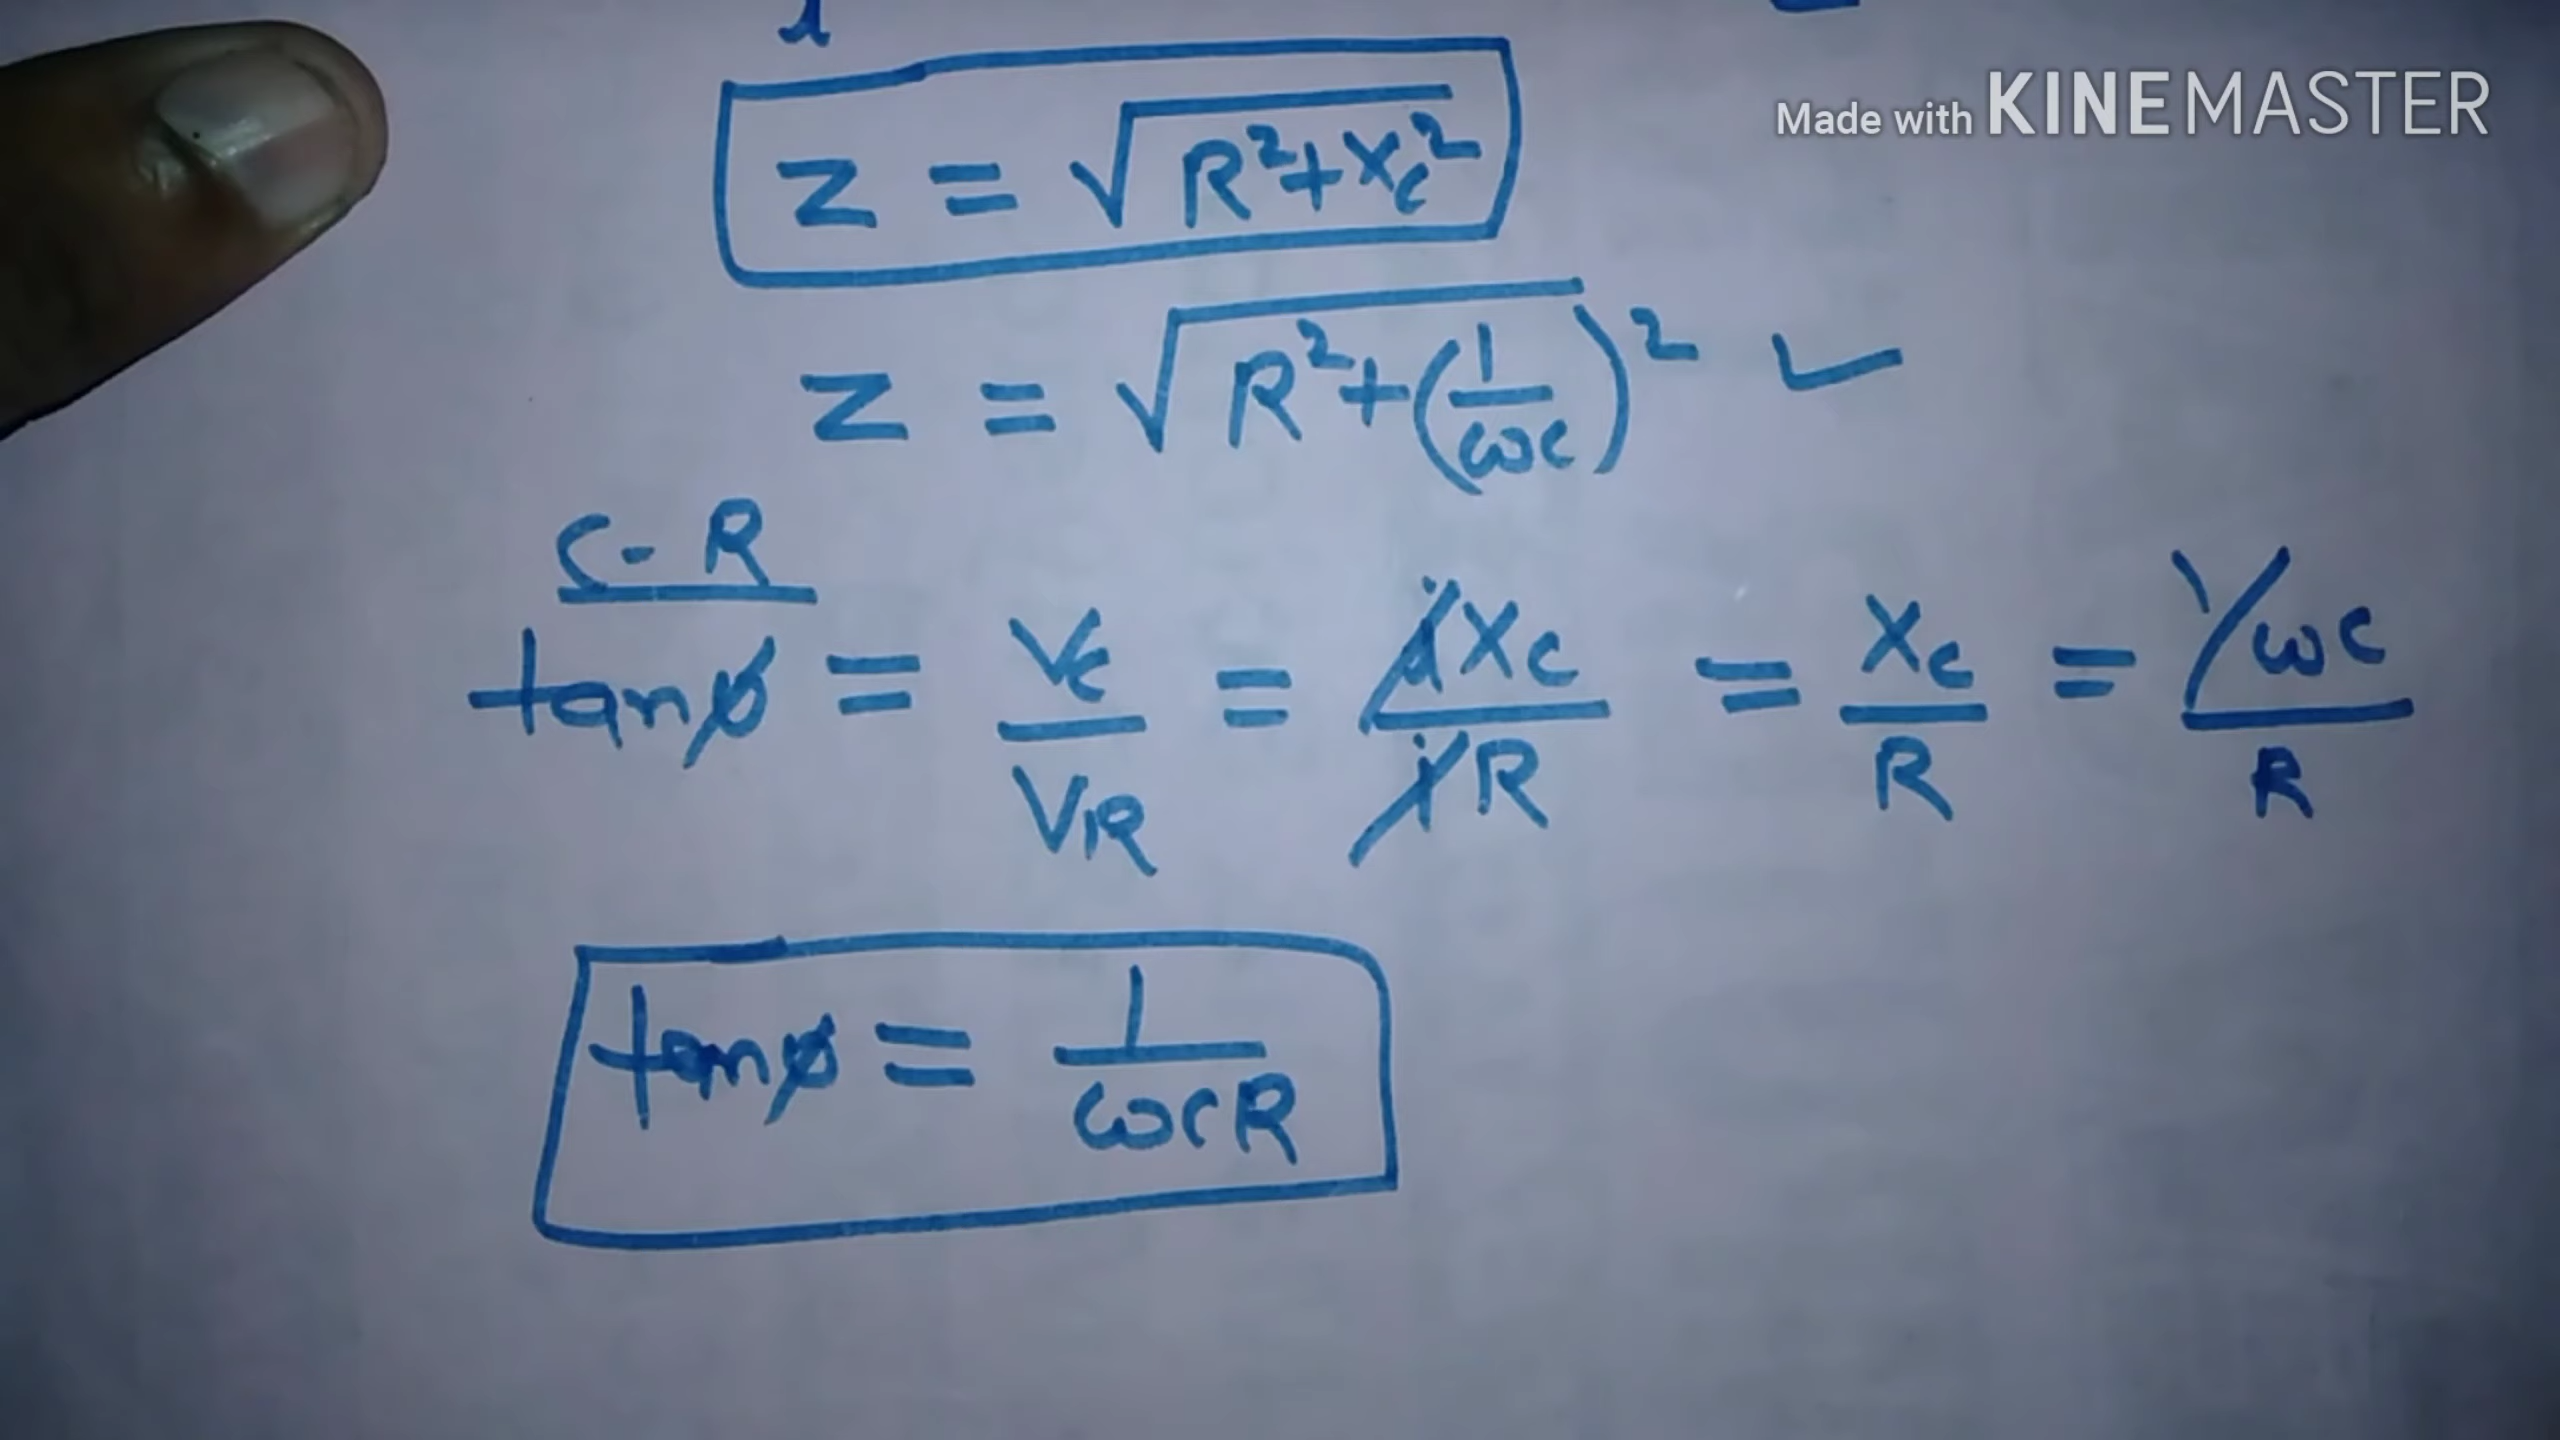 i
Made with KINEMASTER
Z = √R²+Xc²
Z = √R²+(1/ωc)² ✓
C-R
tanφ = Vc/VR = iXc/iR = Xc/R = 1/ωc/R
tanφ = 1/ωcR